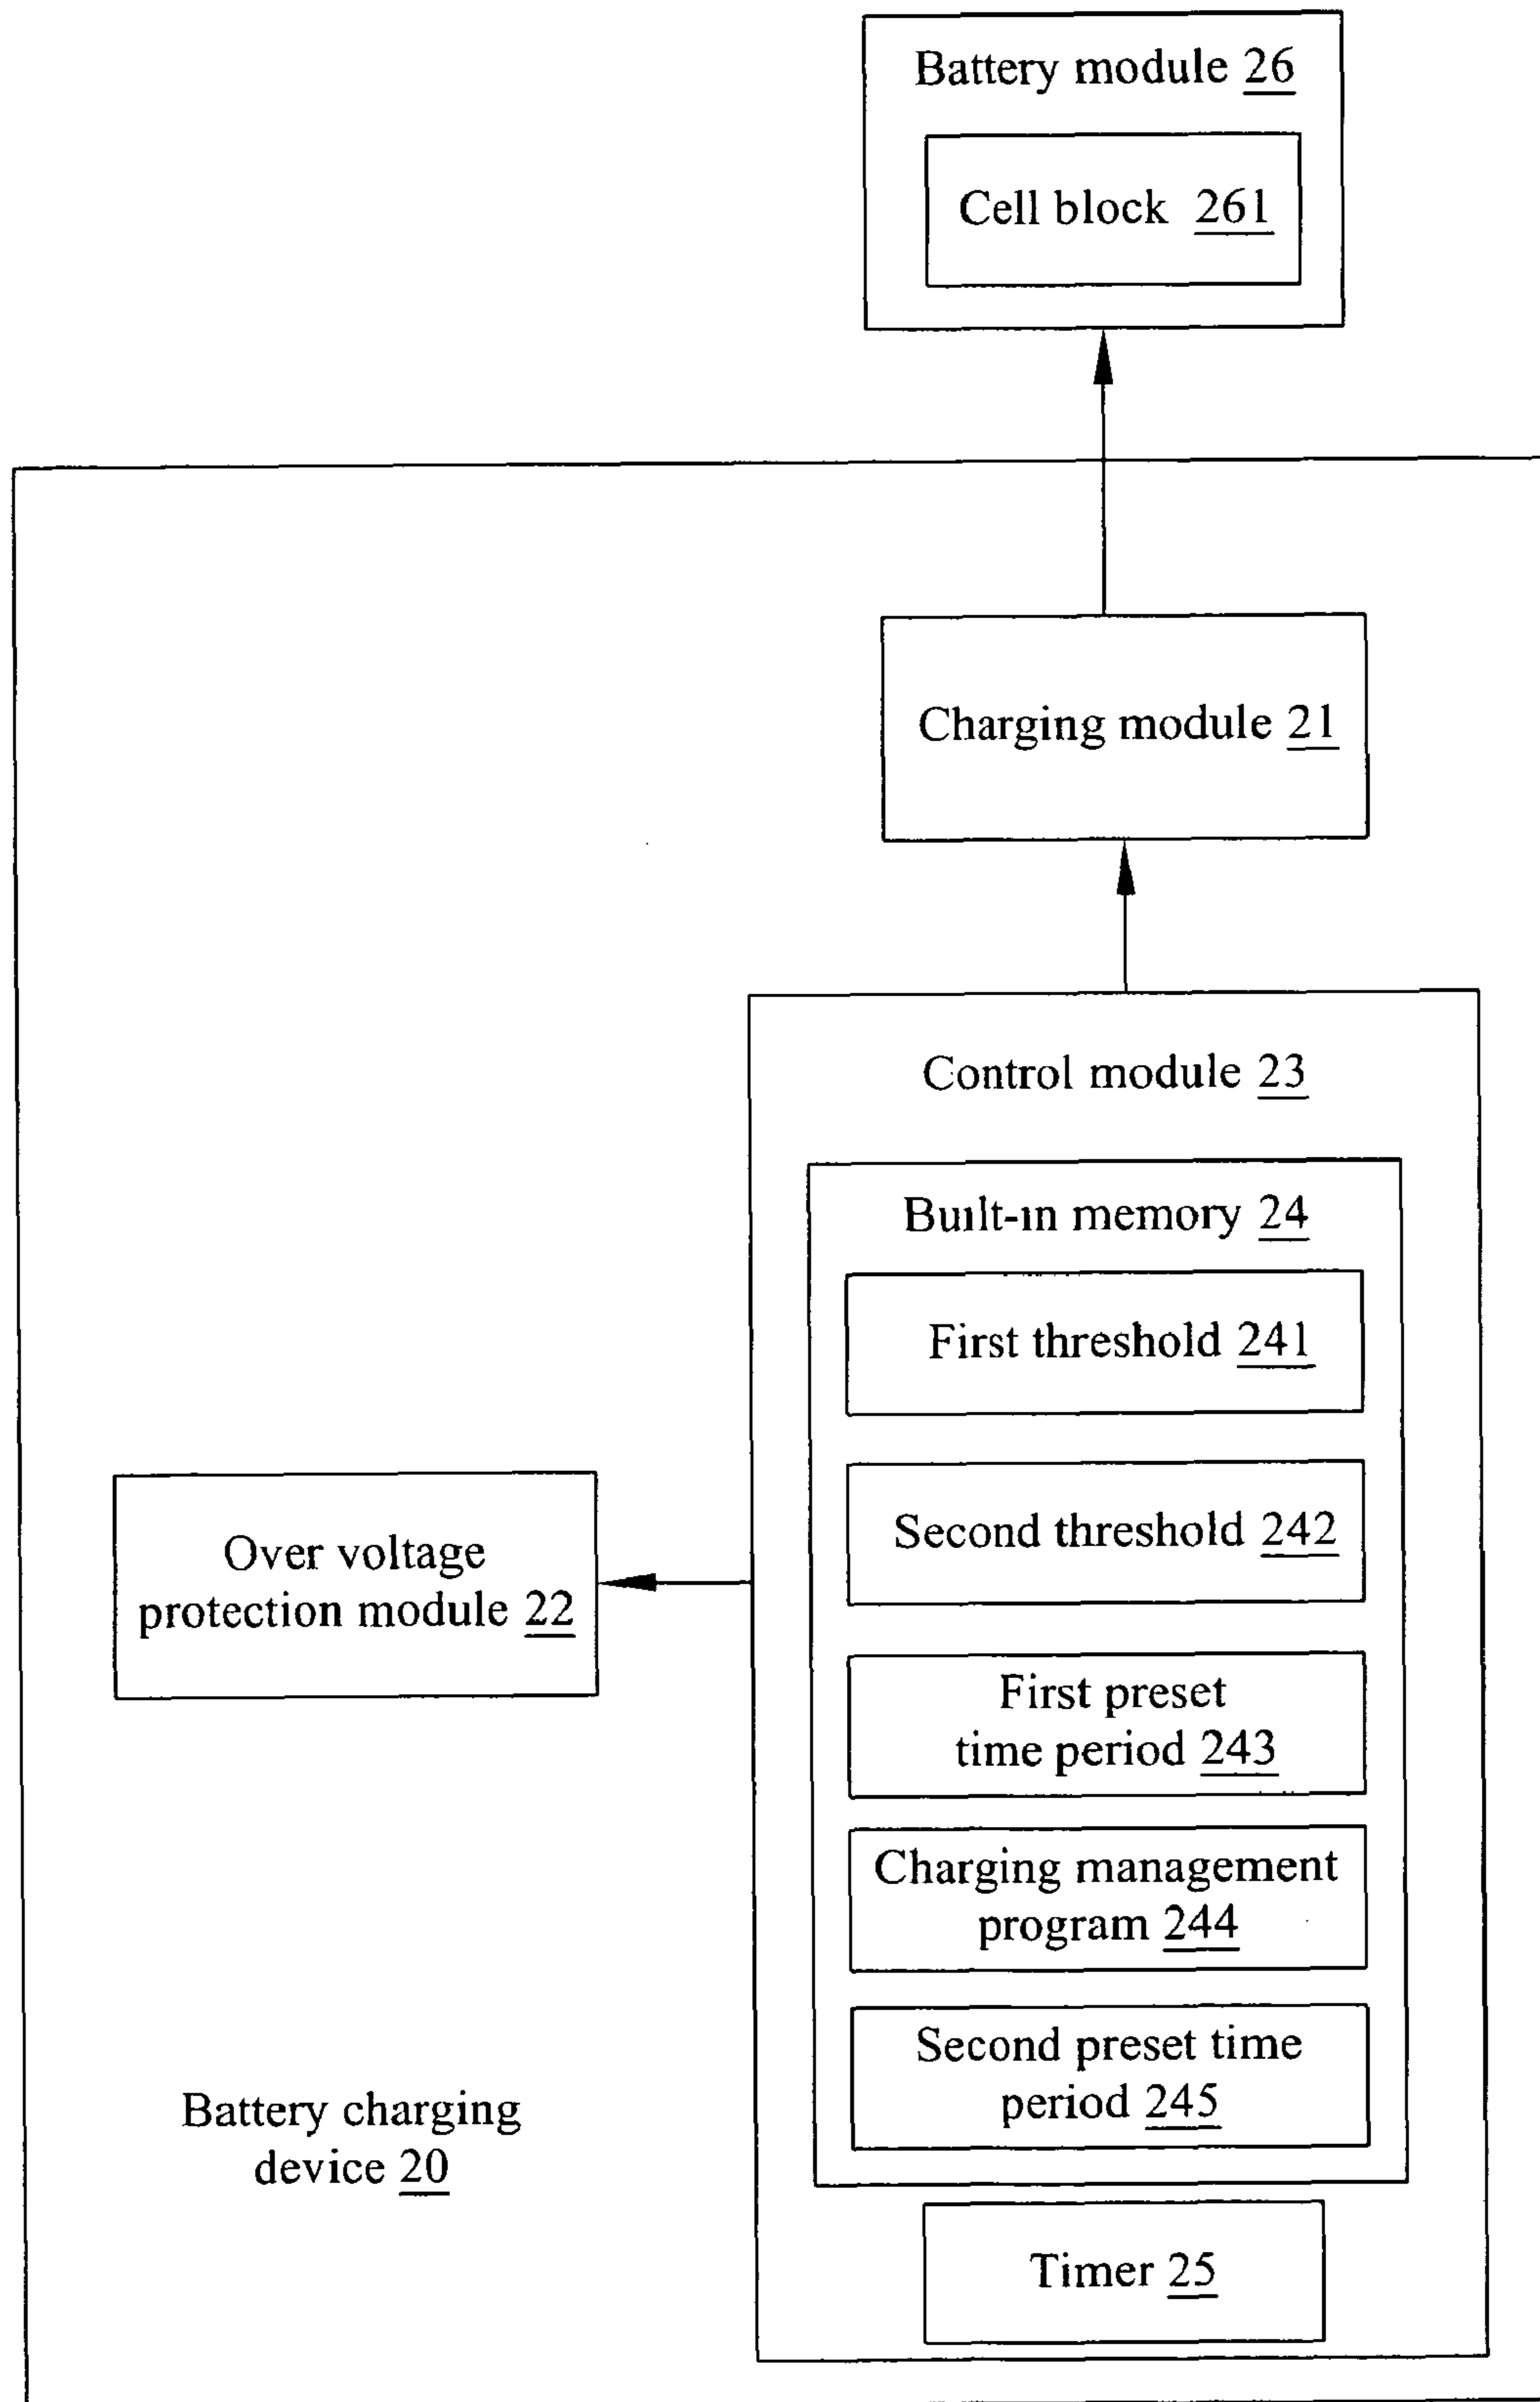 Battery module 26
Cell block 261
Charging module 21
Control module 23
Built-in memory 24
First threshold 241
Second threshold 242
Over voltage
protection module 22
First preset
time period 243
Charging management
program 244
Second preset time
period 245
Battery charging
device 20
Timer 25